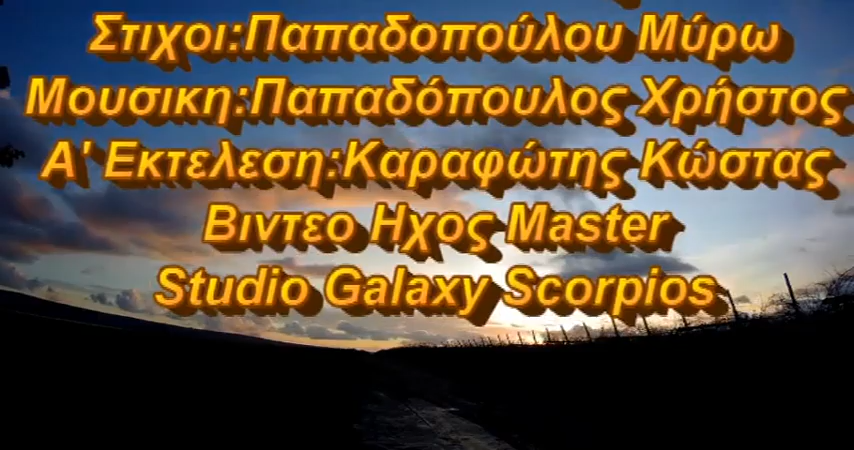 Στιχοι:Παπαδοπούλου Μύρω
Μουσικη:Παπαδόπουλος Χρήστος
Α' Εκτελεση:Καραφώτης Κώστας
Βιντεο Ηχος Master
Studio Galaxy Scorpios